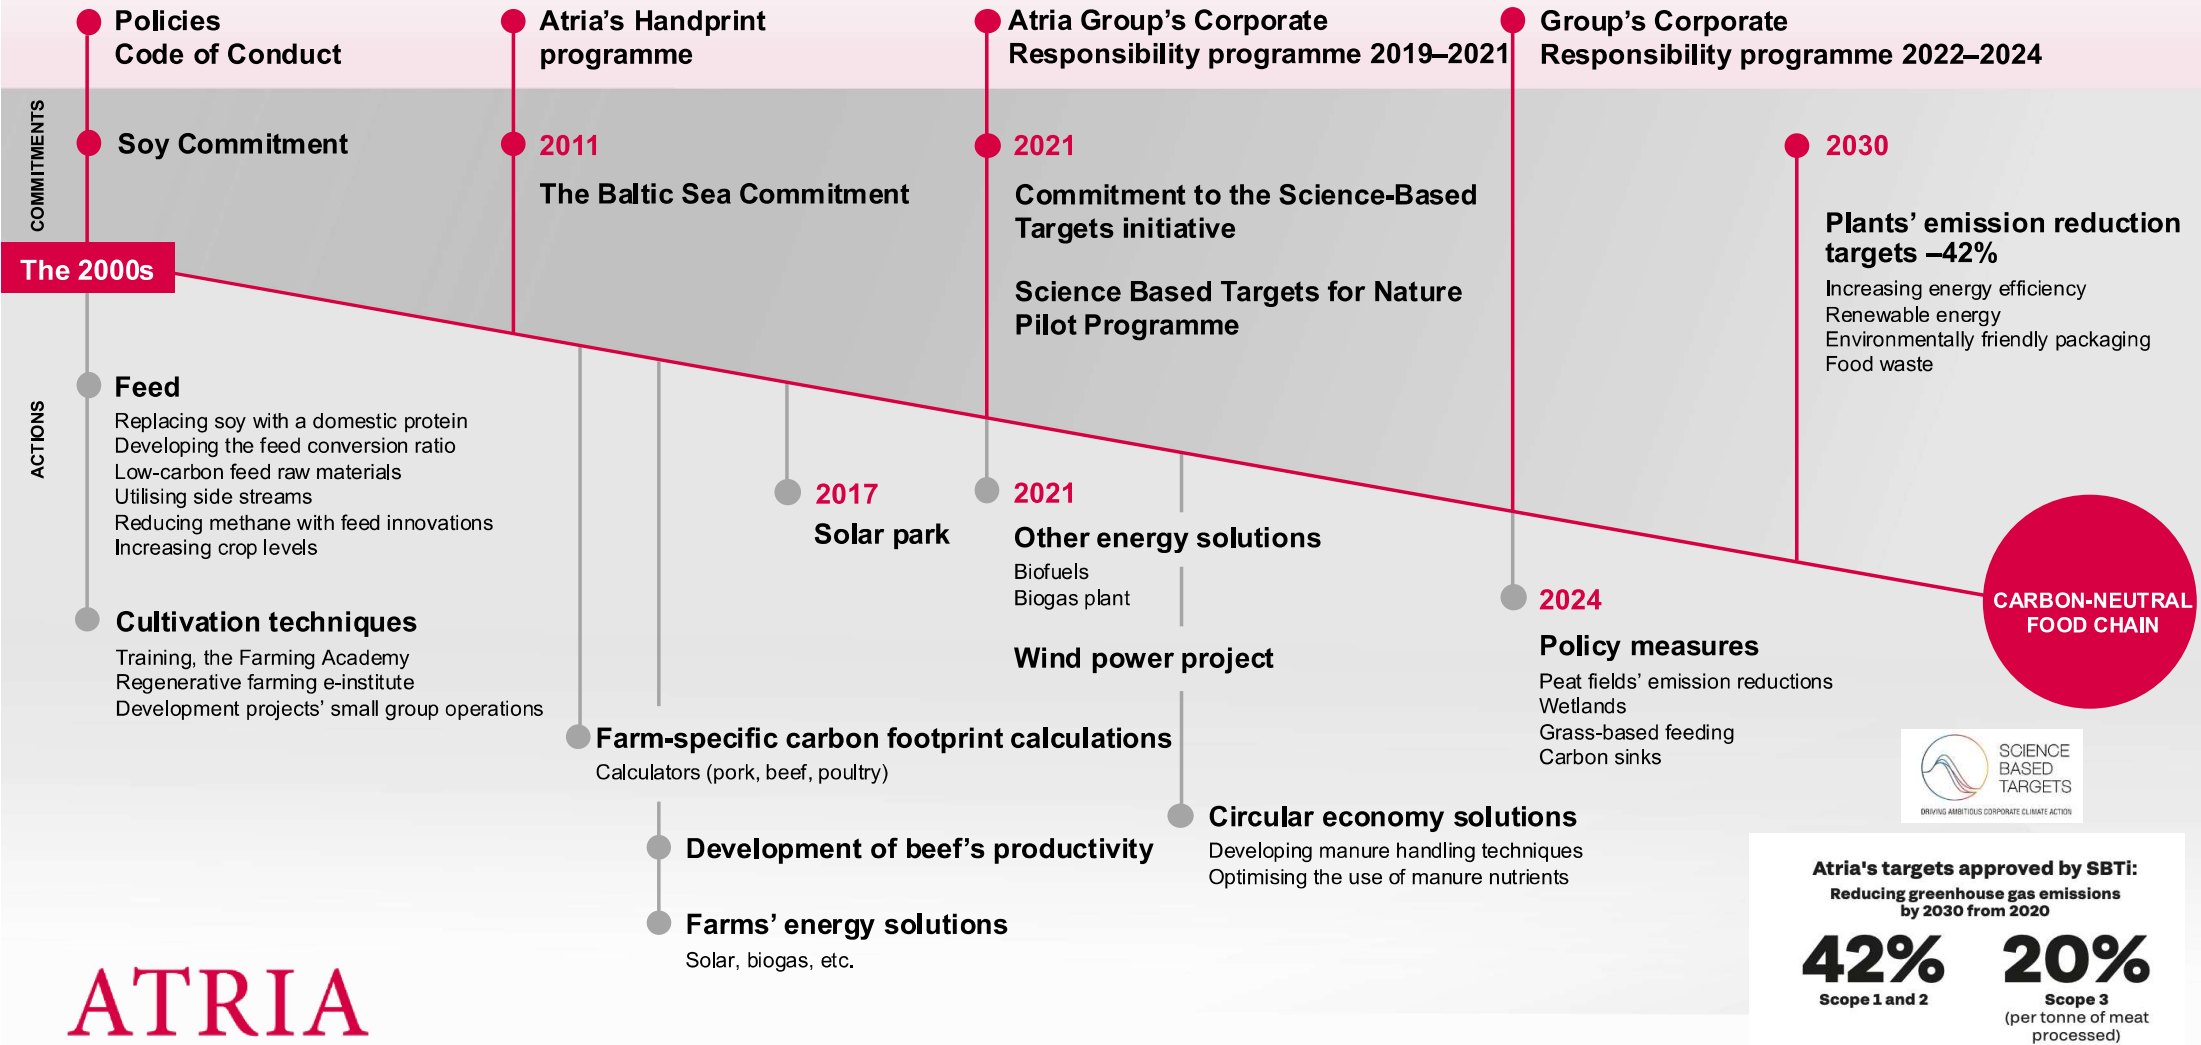 Policies
Code of Conduct
Atria’s Handprint
programme
Atria Group’s Corporate
Responsibility programme 2019–2021
Group’s Corporate
Responsibility programme 2022–2024
COMMITMENTS
Soy Commitment
2011
The Baltic Sea Commitment
2021
Commitment to the Science-Based
Targets initiative
Science Based Targets for Nature
Pilot Programme
2030
Plants’ emission reduction
targets –42%
Increasing energy efficiency
Renewable energy
Environmentally friendly packaging
Food waste
The 2000s
ACTIONS
Feed
Replacing soy with a domestic protein
Developing the feed conversion ratio
Low-carbon feed raw materials
Utilising side streams
Reducing methane with feed innovations
Increasing crop levels
Cultivation techniques
Training, the Farming Academy
Regenerative farming e-institute
Development projects’ small group operations
Farm-specific carbon footprint calculations
Calculators (pork, beef, poultry)
Development of beef’s productivity
Farms’ energy solutions
Solar, biogas, etc.
2017
Solar park
2021
Other energy solutions
Biofuels
Biogas plant
Wind power project
Circular economy solutions
Developing manure handling techniques
Optimising the use of manure nutrients
2024
Policy measures
Peat fields’ emission reductions
Wetlands
Grass-based feeding
Carbon sinks
CARBON-NEUTRAL
FOOD CHAIN
SCIENCE
BASED
TARGETS
DRIVING AMBITIOUS CORPORATE CLIMATE ACTION
Atria's targets approved by SBTi:
Reducing greenhouse gas emissions
by 2030 from 2020
42%
Scope 1 and 2
20%
Scope 3
(per tonne of meat
processed)
ATRIA